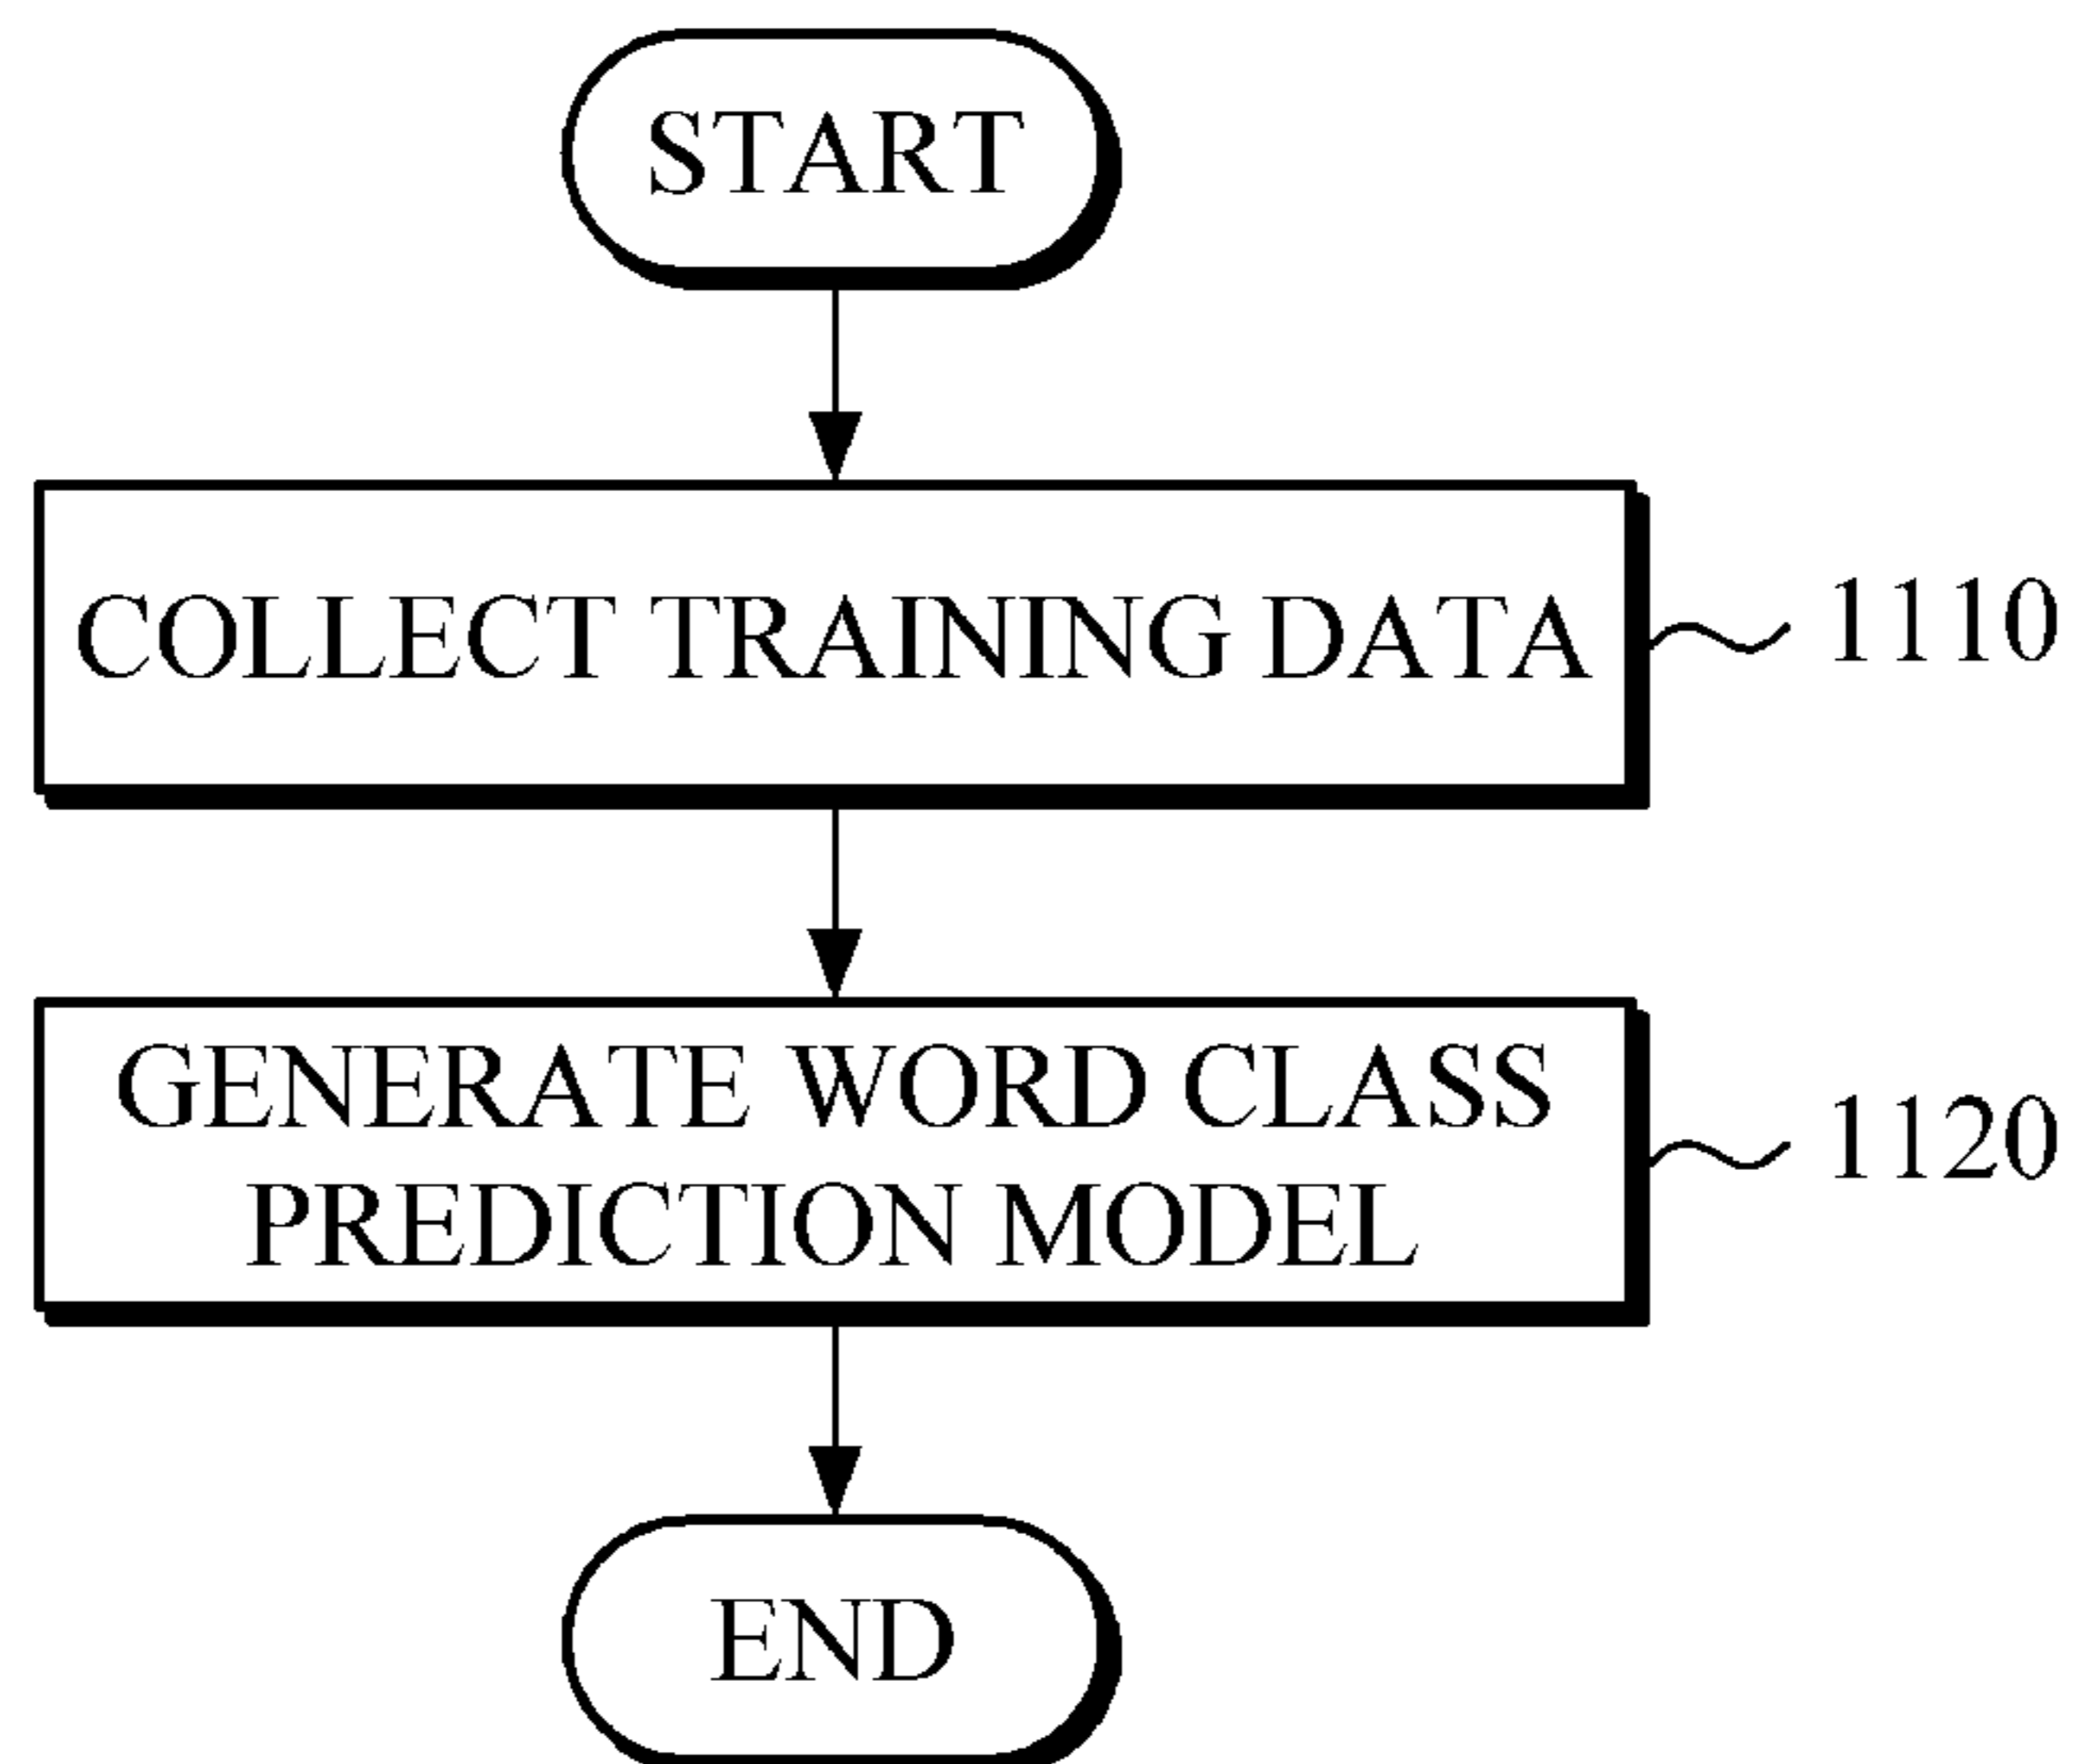 START
COLLECT TRAINING DATA
1110
GENERATE WORD CLASS
PREDICTION MODEL
1120
END